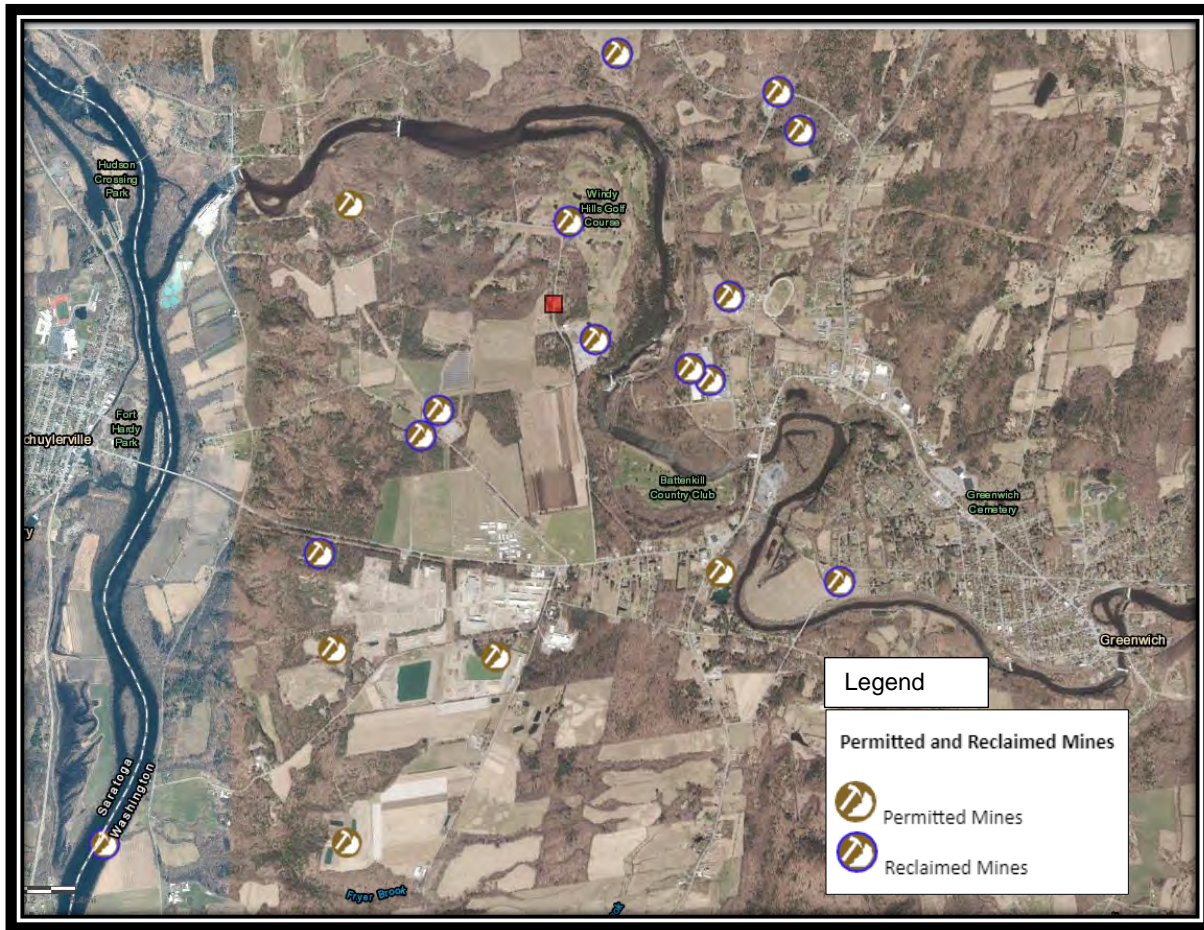 Hudson
Crossing
Park
Windy
Hills Golf
Course
Fort
Hardy
Park
chuylerville
Battenkill
Country Club
Greenwich
Cemetery
ry
Greenwich
Saratoga
Washington
Fryer Brook
Legend
Permitted and Reclaimed Mines
Permitted Mines
Reclaimed Mines